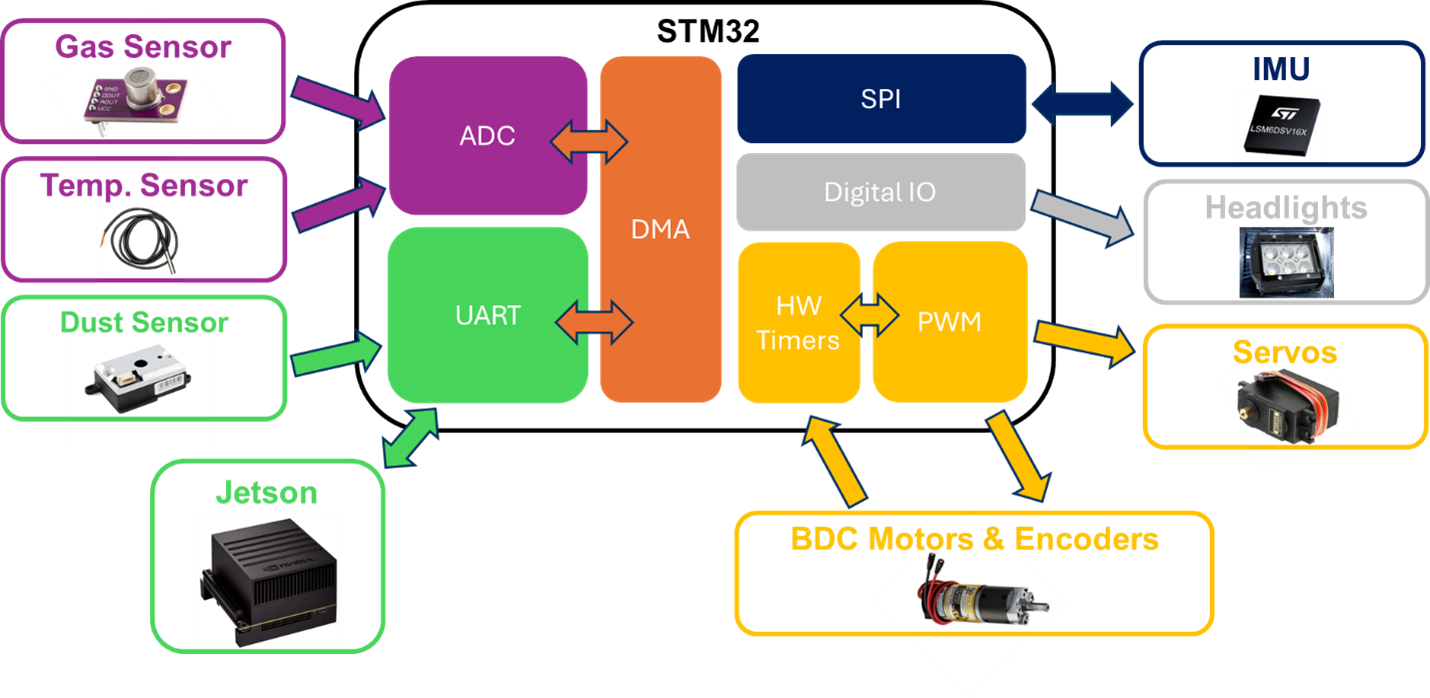 STM32
Gas Sensor
GND
DOUT
AOUT
VCC
Temp. Sensor
Dust Sensor
ADC
UART
DMA
SPI
Digital IO
HW
Timers
PWM
IMU
LSM6DSV16X
Headlights
Servos
Jetson
NVIDIA
BDC Motors & Encoders